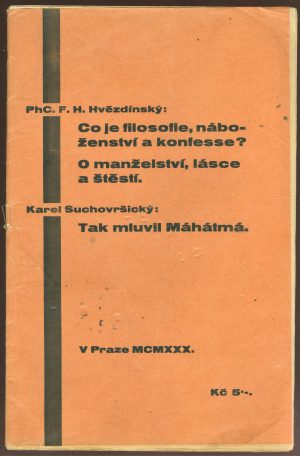 PhC. F. H. Hvězdínský:
Co je filosofie, nábo-
ženství a konfesse?
O manželství, lásce
a štěstí.
Karel Suchovršický:
Tak mluvil Máhátmá.
V Praze MCMXXX.
Kč 5·–.